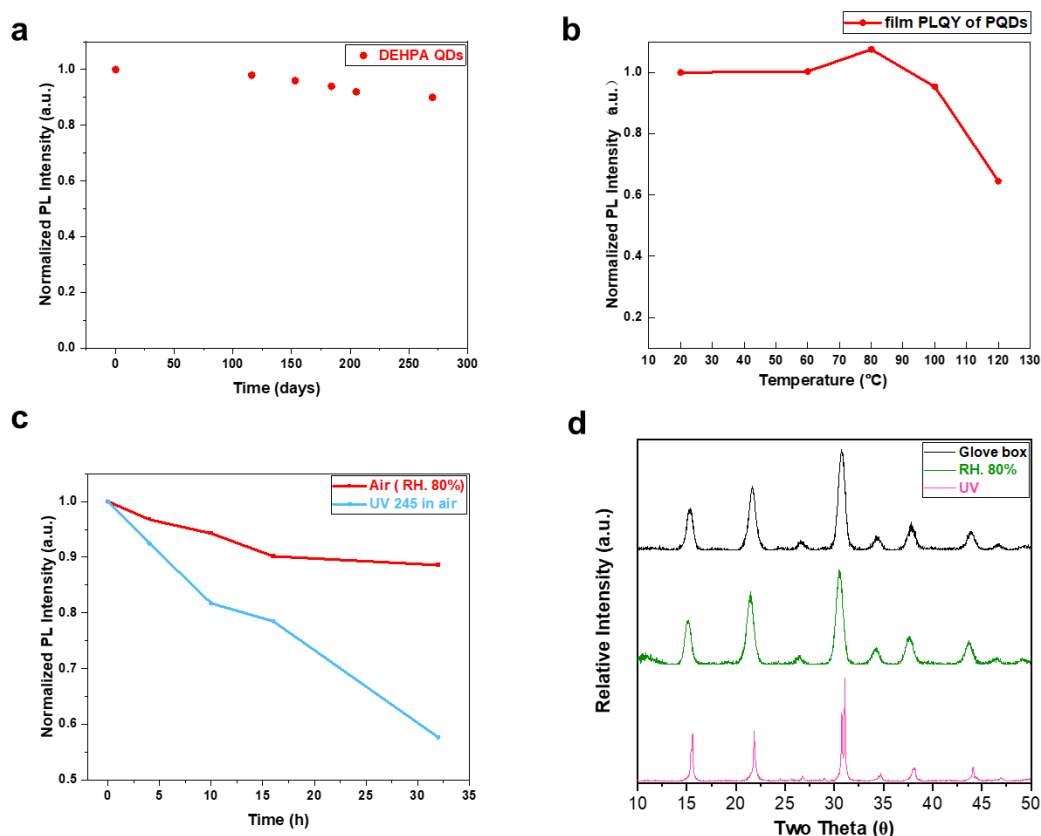 a
DEHPA QDs
1.0
0.8
0.6
0.4
0.2
0.0
Normalized PL Intensity (a.u.)
0 50 100 150 200 250 300
Time (days)
b
film PLQY of PQDs
1.0
0.8
0.6
0.4
0.2
Normalized PL Intensity a.u.)
10 20 30 40 50 60 70 80 90 100 110 120 130
Temperature (°C)
c
Air ( RH. 80%)
UV 245 in air
1.0
0.9
0.8
0.7
0.6
0.5
Normalized PL Intensity (a.u.)
0 5 10 15 20 25 30 35
Time (h)
d
Glove box
RH. 80%
UV
Relative Intensity (a.u.)
10 15 20 25 30 35 40 45 50
Two Theta (θ)